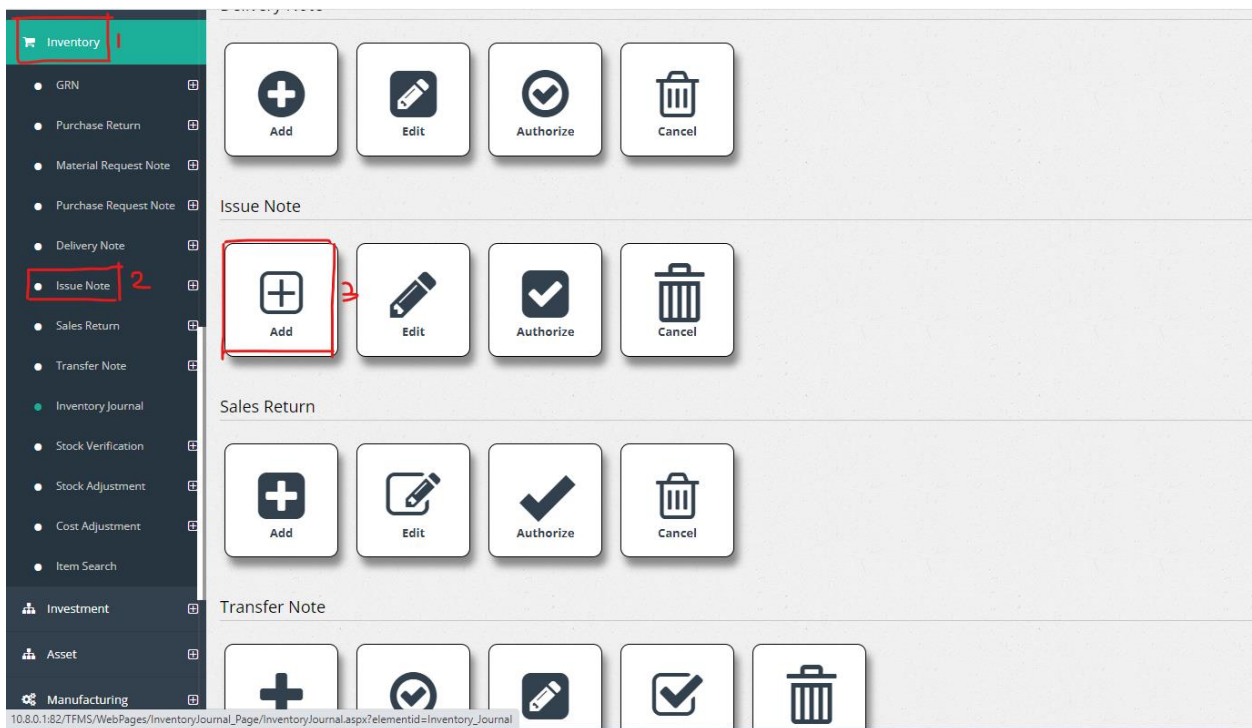 Inventory 1
GRN
Purchase Return
Material Request Note
Purchase Request Note
Delivery Note
Issue Note 2
Sales Return
Transfer Note
Inventory Journal
Stock Verification
Stock Adjustment
Cost Adjustment
Item Search
Investment
Asset
Manufacturing
10.8.0.1:82/TFMS/WebPages/InventoryJournal_Page/InventoryJournal.aspx?elementid=Inventory_Journal
Delivery Note
Add Edit Authorize Cancel
Issue Note
3
Add Edit Authorize Cancel
Sales Return
Add Edit Authorize Cancel
Transfer Note